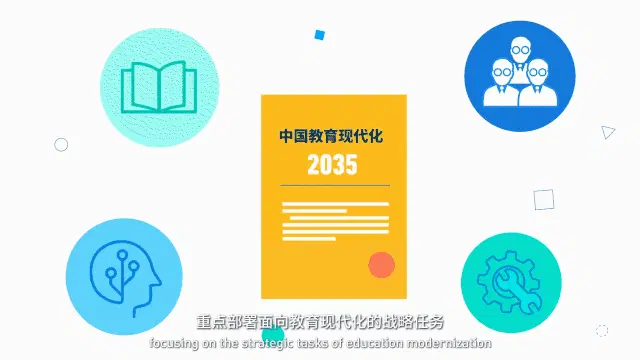 中国教育现代化
2035
重点部署面向教育现代化的战略任务
focusing on the strategic tasks of education modernization